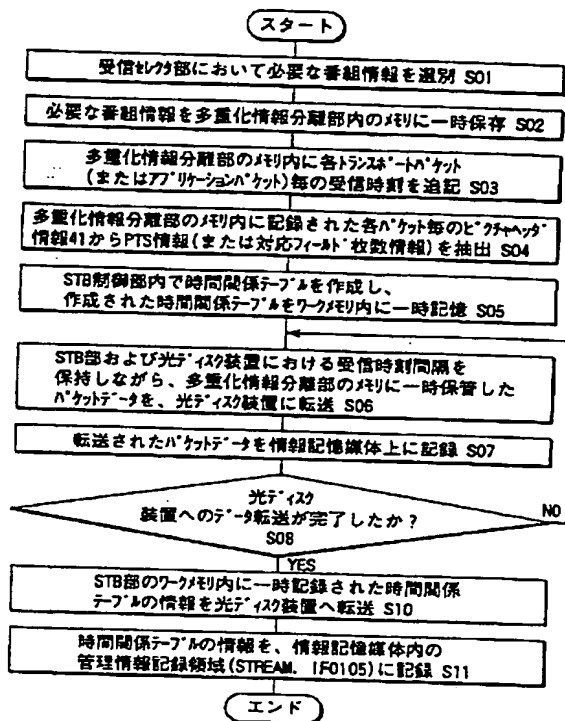 スタート
受信セレクタ部において必要な番組情報を選別 S01
必要な番組情報を多重化情報分離部内のメモリに一時保存 S02
多重化情報分離部のメモリ内に各トランスポートパケット
(またはアプリケーションパケット)毎の受信時刻を追記 S03
多重化情報分離部のメモリ内に記録された各パケット毎のピクチャヘッダ
情報41からPTS情報(または対応フィールド枚数情報)を抽出 S04
STB制御部内で時間関係テーブルを作成し、
作成された時間関係テーブルをワークメモリ内に一時記憶 S05
STB部および光ディスク装置における受信時刻間隔を
保持しながら、多重化情報分離部のメモリに一時保管した
パケットデータを、光ディスク装置に転送 S06
転送されたパケットデータを情報記憶媒体上に記録 S07
光ディスク
装置へのデータ転送が完了したか?
S08
NO
YES
STB部のワークメモリ内に一時記録された時間関係
テーブルの情報を光ディスク装置へ転送 S10
時間関係テーブルの情報を、情報記憶媒体内の
管理情報記録領域(STREAM. IFO105)に記録 S11
エンド